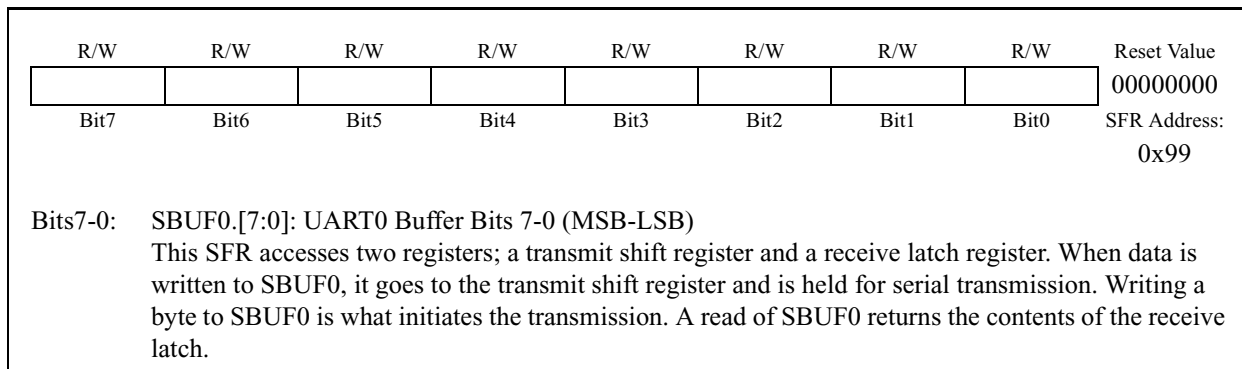 R/W R/W R/W R/W R/W R/W R/W R/W Reset Value
00000000
Bit7 Bit6 Bit5 Bit4 Bit3 Bit2 Bit1 Bit0 SFR Address:
0x99
Bits7-0: SBUF0.[7:0]: UART0 Buffer Bits 7-0 (MSB-LSB)
This SFR accesses two registers; a transmit shift register and a receive latch register. When data is
written to SBUF0, it goes to the transmit shift register and is held for serial transmission. Writing a
byte to SBUF0 is what initiates the transmission. A read of SBUF0 returns the contents of the receive
latch.